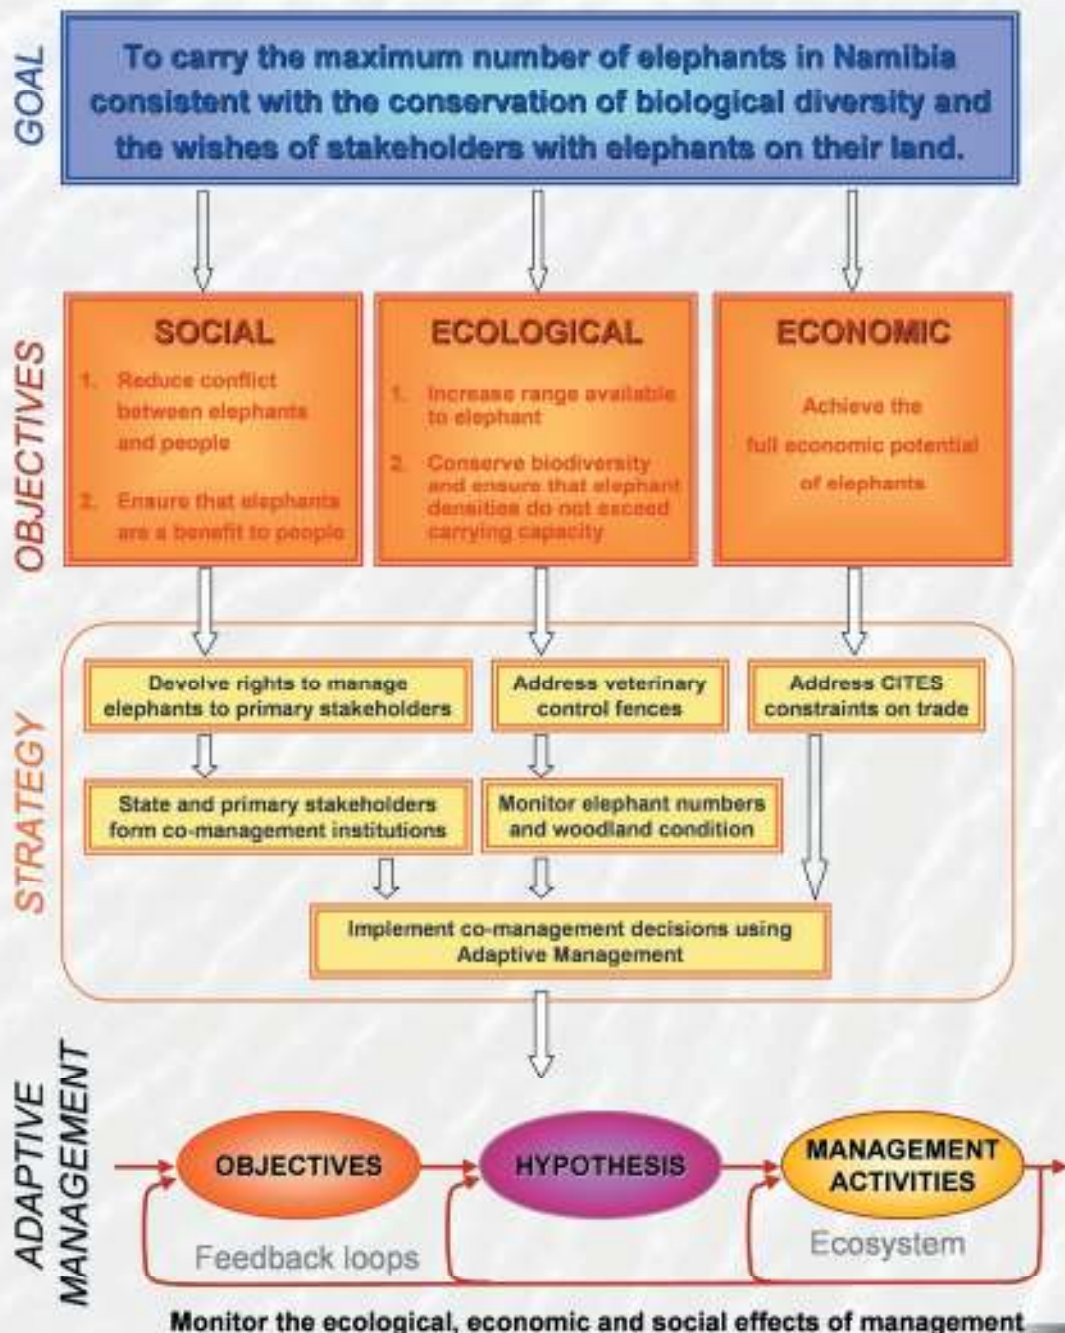 GOAL
To carry the maximum number of elephants in Namibia
consistent with the conservation of biological diversity and
the wishes of stakeholders with elephants on their land.
OBJECTIVES
SOCIAL
1. Reduce conflict
between elephants
and people
2. Ensure that elephants
are a benefit to people
ECOLOGICAL
1. Increase range available
to elephant
2. Conserve biodiversity
and ensure that elephant
densities do not exceed
carrying capacity
ECONOMIC
Achieve the
full economic potential
of elephants
STRATEGY
Devolve rights to manage
elephants to primary stakeholders
Address veterinary
control fences
Address CITES
constraints on trade
State and primary stakeholders
form co-management institutions
Monitor elephant numbers
and woodland condition
Implement co-management decisions using
Adaptive Management
ADAPTIVE
MANAGEMENT
OBJECTIVES
HYPOTHESIS
MANAGEMENT
ACTIVITIES
Feedback loops
Ecosystem
Monitor the ecological, economic and social effects of management